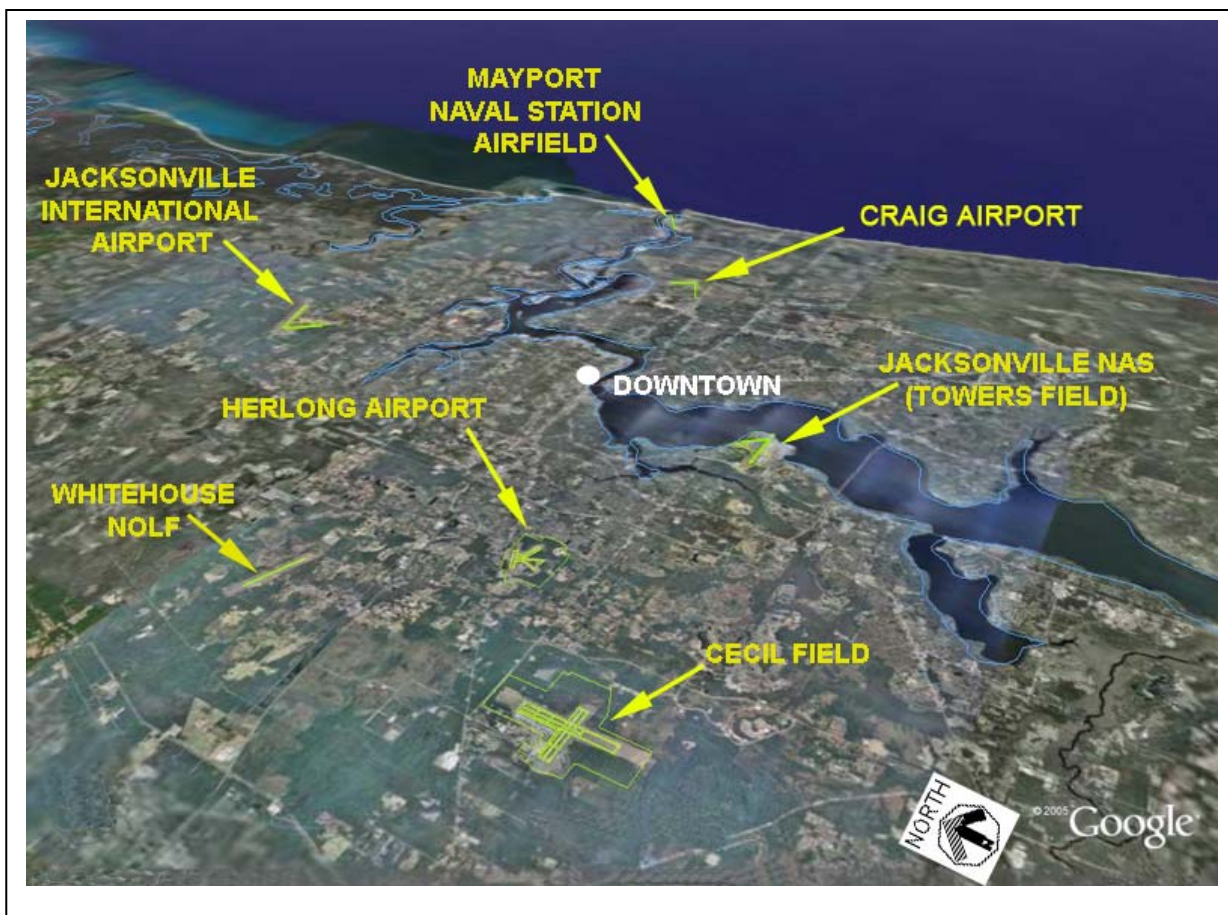 MAYPORT
NAVAL STATION
AIRFIELD
JACKSONVILLE
INTERNATIONAL
AIRPORT
CRAIG AIRPORT
JACKSONVILLE NAS
(TOWERS FIELD)
DOWNTOWN
HERLONG AIRPORT
WHITEHOUSE
NOLF
CECIL FIELD
NORTH
© 2005 Google